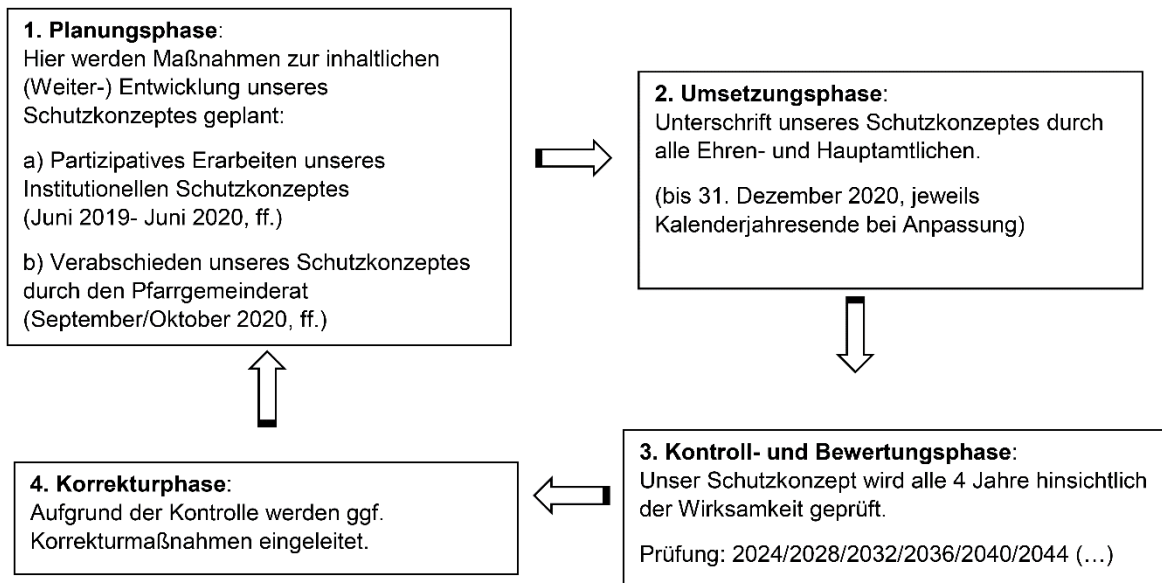 1. Planungsphase:
Hier werden Maßnahmen zur inhaltlichen
(Weiter-) Entwicklung unseres
Schutzkonzeptes geplant:
a) Partizipatives Erarbeiten unseres
Institutionellen Schutzkonzeptes
(Juni 2019- Juni 2020, ff.)
b) Verabschieden unseres Schutzkonzeptes
durch den Pfarrgemeinderat
(September/Oktober 2020, ff.)
2. Umsetzungsphase:
Unterschrift unseres Schutzkonzeptes durch
alle Ehren- und Hauptamtlichen.
(bis 31. Dezember 2020, jeweils
Kalenderjahresende bei Anpassung)
3. Kontroll- und Bewertungsphase:
Unser Schutzkonzept wird alle 4 Jahre hinsichtlich
der Wirksamkeit geprüft.
Prüfung: 2024/2028/2032/2036/2040/2044 (…)
4. Korrekturphase:
Aufgrund der Kontrolle werden ggf.
Korrekturmaßnahmen eingeleitet.